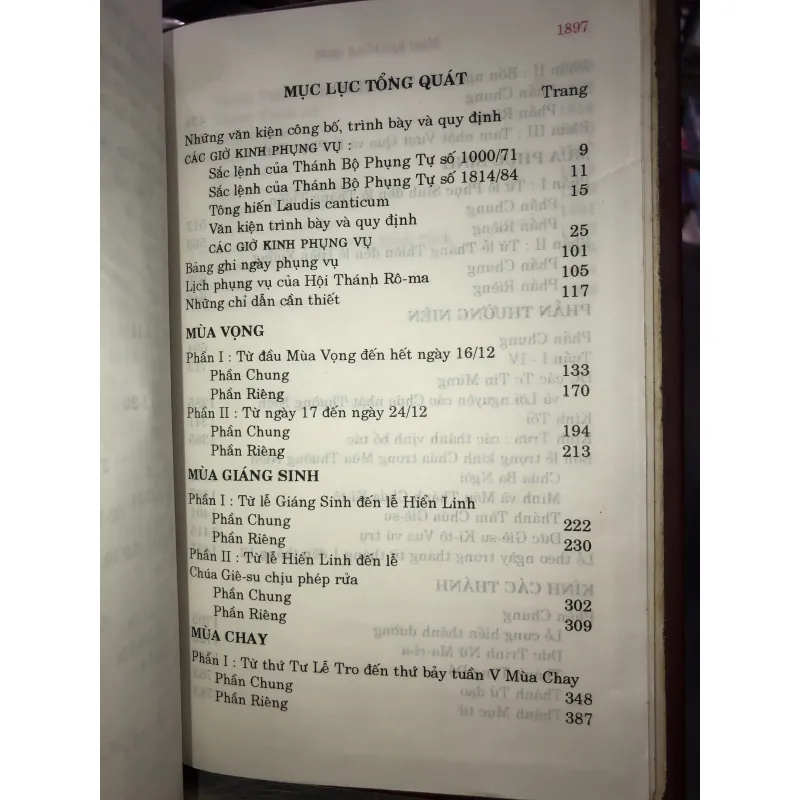 1897
MỤC LỤC TỔNG QUÁT
Trang
Những văn kiện công bố, trình bày và quy định
CÁC GIỜ KINH PHỤNG VỤ :
Sắc lệnh của Thánh Bộ Phụng Tự số 1000/71 9
Sắc lệnh của Thánh Bộ Phụng Tự số 1814/84 11
Tông hiến Laudis canticum 15
Văn kiện trình bày và quy định
CÁC GIỜ KINH PHỤNG VỤ 25
Bảng ghi ngày phụng vụ 101
Lịch phụng vụ của Hội Thánh Rô-ma 105
Những chỉ dẫn cần thiết 117
MÙA VỌNG
Phần I : Từ đầu Mùa Vọng đến hết ngày 16/12
Phần Chung 133
Phần Riêng 170
Phần II : Từ ngày 17 đến ngày 24/12
Phần Chung 194
Phần Riêng 213
MÙA GIÁNG SINH
Phần I : Từ lễ Giáng Sinh đến lễ Hiển Linh
Phần Chung 222
Phần Riêng 230
Phần II : Từ lễ Hiển Linh đến lễ
Chúa Giê-su chịu phép rửa
Phần Chung 302
Phần Riêng 309
MÙA CHAY
Phần I : Từ thứ Tư Lễ Tro đến thứ bảy tuần V Mùa Chay
Phần Chung 348
Phần Riêng 387